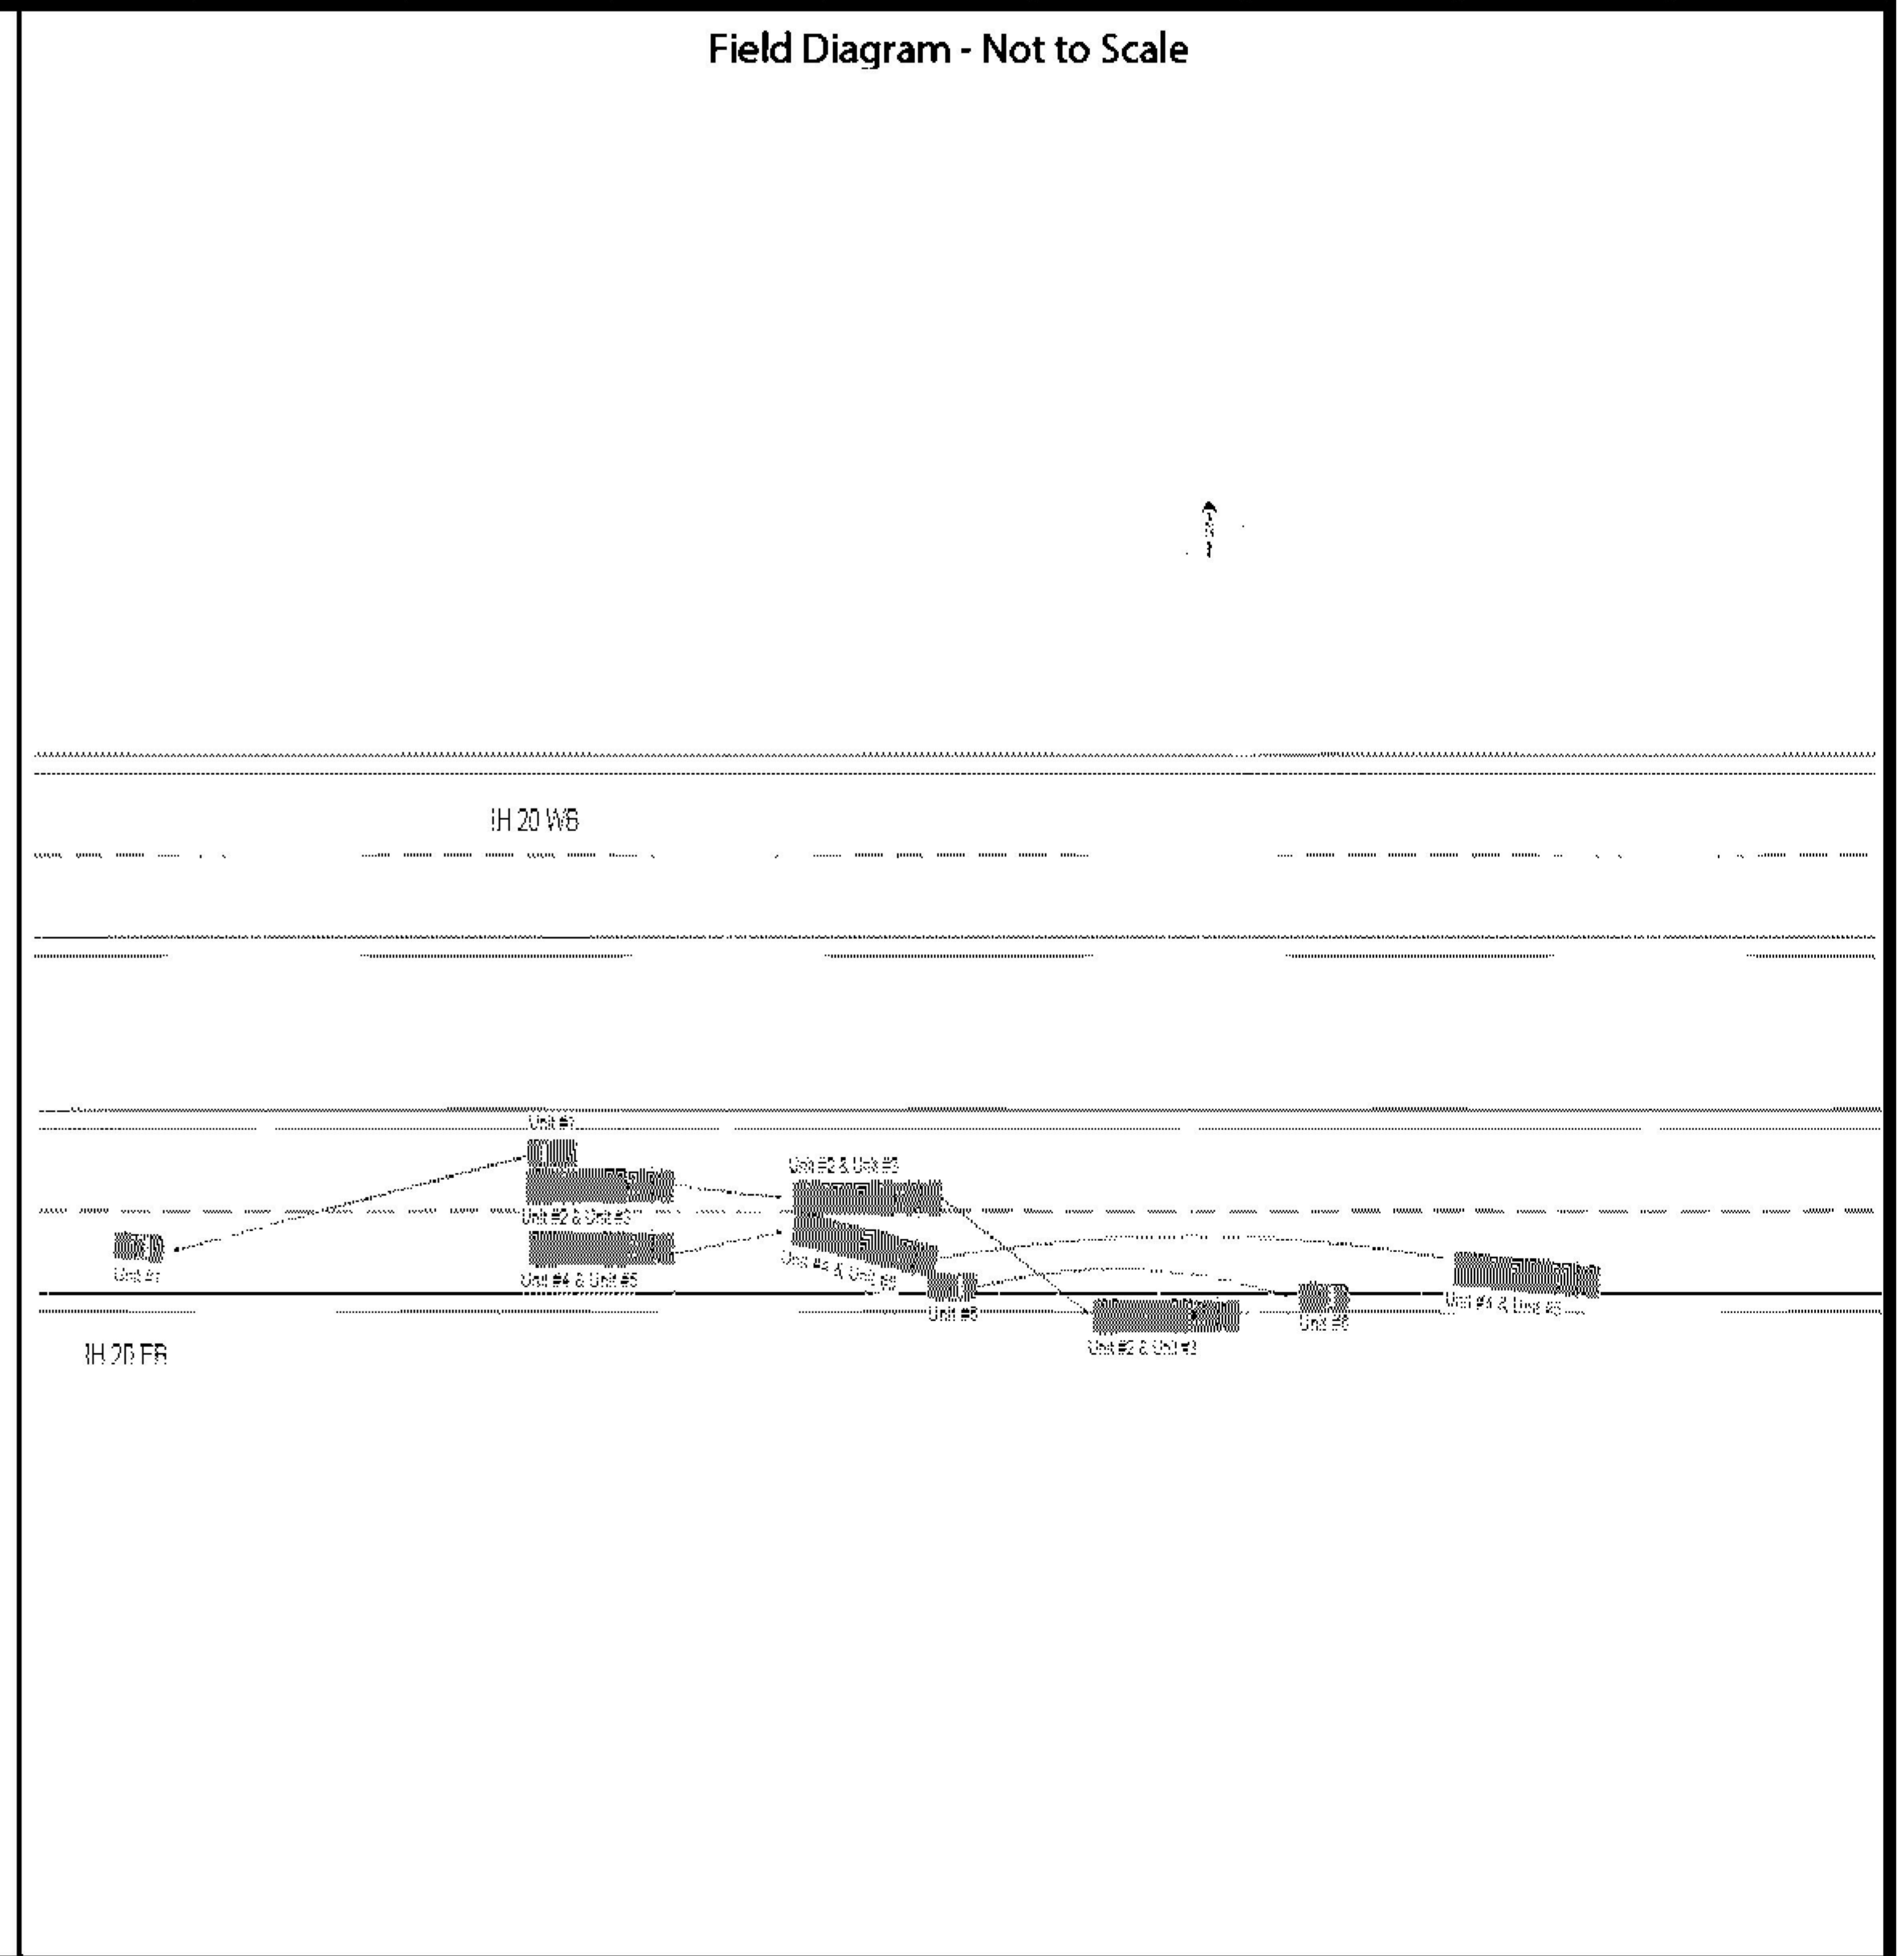 Field Diagram - Not to Scale
N
IH 20 WB
Unit #1
Unit #2 & Unit #3
Unit #2 & Unit #3
Unit #1
Unit #4 & Unit #5
Unit #4 & Unit #5
Unit #6
Unit #2 & Unit #3
Unit #6
Unit #4 & Unit #5
IH 20 EB